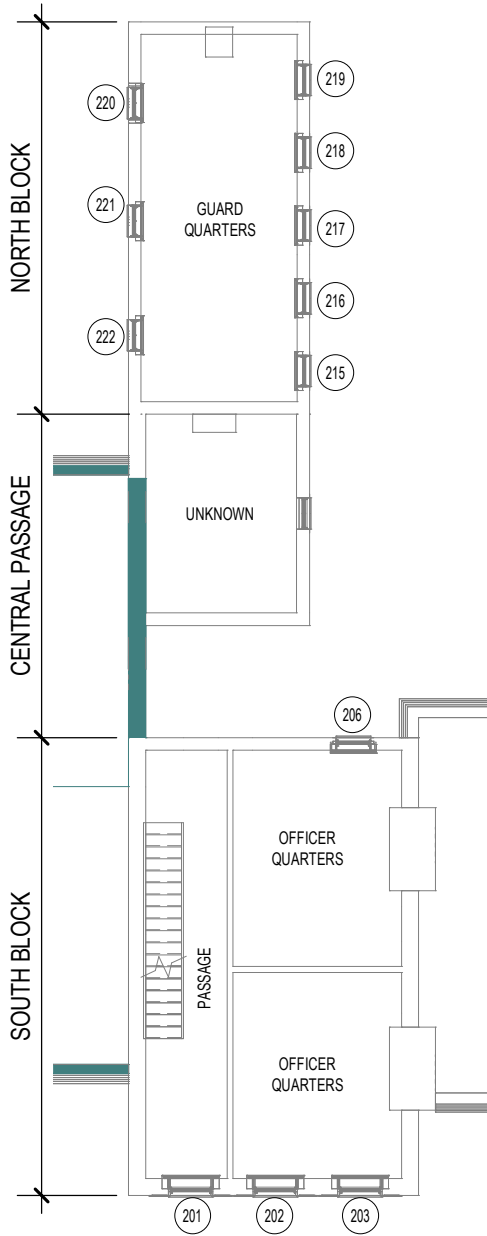 NORTH BLOCK
220
219
218
221
GUARD
QUARTERS
217
216
222
215
CENTRAL PASSAGE
UNKNOWN
206
SOUTH BLOCK
OFFICER
QUARTERS
PASSAGE
OFFICER
QUARTERS
201
202
203